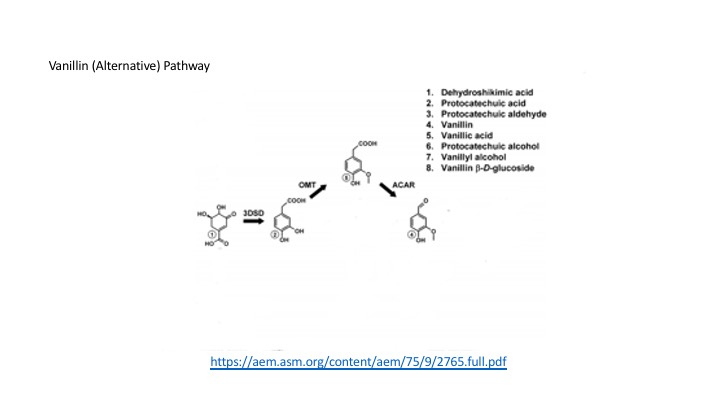 Vanillin (Alternative) Pathway
1. Dehydroshikimic acid
2. Protocatechuic acid
3. Protocatechuic aldehyde
4. Vanillin
5. Vanillic acid
6. Protocatechuic alcohol
7. Vanillyl alcohol
8. Vanillin β-D-glucoside
COOH
5
OH
OMT
ACAR
COOH
O
OH
HO
O
3DSD
OH
1
2
OH
4
O
OH
HO
O
https://aem.asm.org/content/aem/75/9/2765.full.pdf